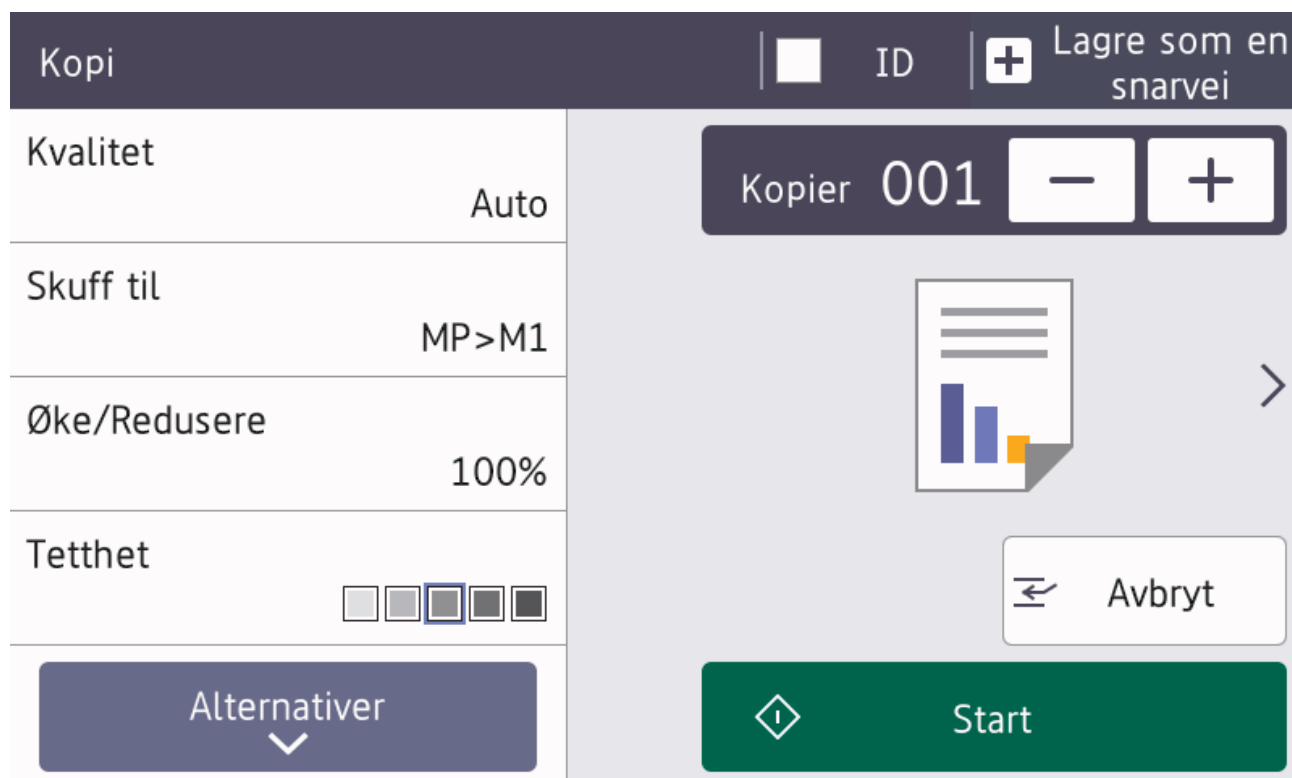 Kopi
ID
Lagre som en
snarvei
Kvalitet
Auto
Skuff til
MP>M1
Øke/Redusere
100%
Tetthet
Alternativer
Kopier 001 − +
Avbryt
Start